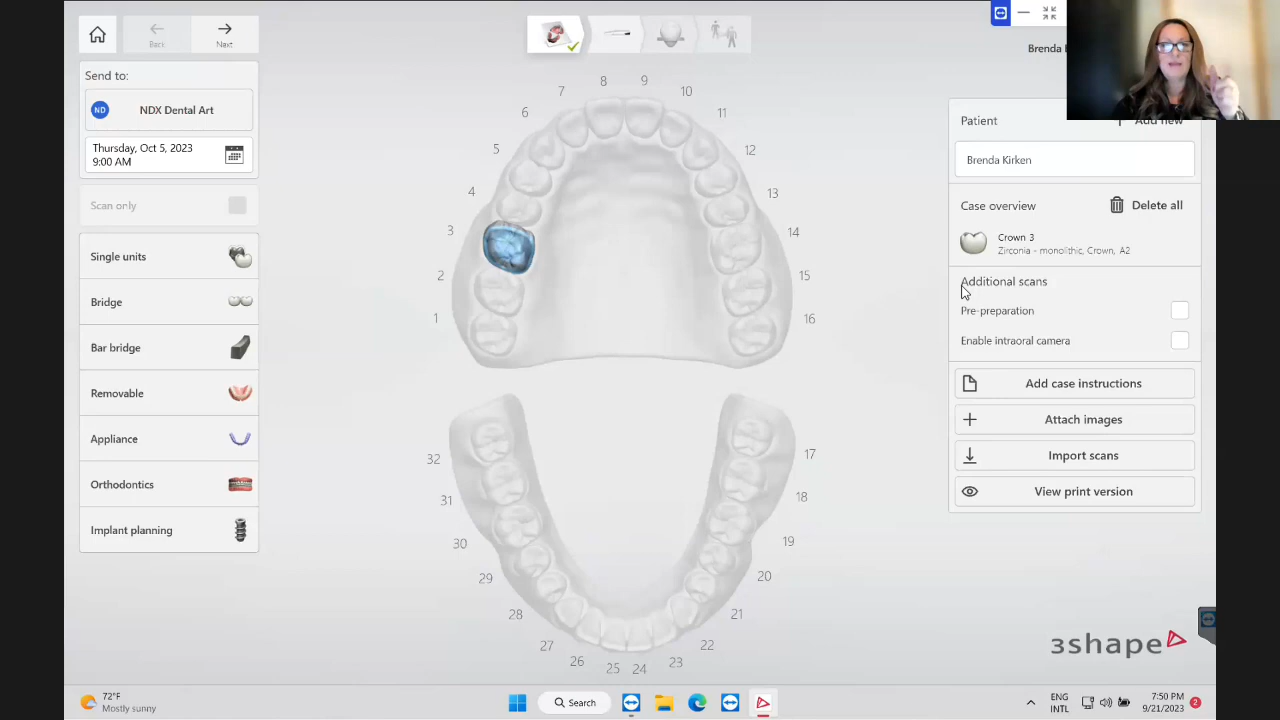 Back
Next
Send to:
ND NDX Dental Art
Thursday, Oct 5, 2023
9:00 AM
Scan only
Single units
Bridge
Bar bridge
Removable
Appliance
Orthodontics
Implant planning
1
2
3
4
5
6
7
8
9
10
11
12
13
14
15
16
17
18
19
20
21
22
23
24
25
26
27
28
29
30
31
32
Brenda
Patient
Add new
Brenda Kirken
Case overview
Delete all
Crown 3
Zirconia - monolithic, Crown, A2
Additional scans
Pre-preparation
Enable intraoral camera
Add case instructions
Attach images
Import scans
View print version
3shape
72°F
Mostly sunny
Search
ENG
INTL
7:50 PM
9/21/2023
2